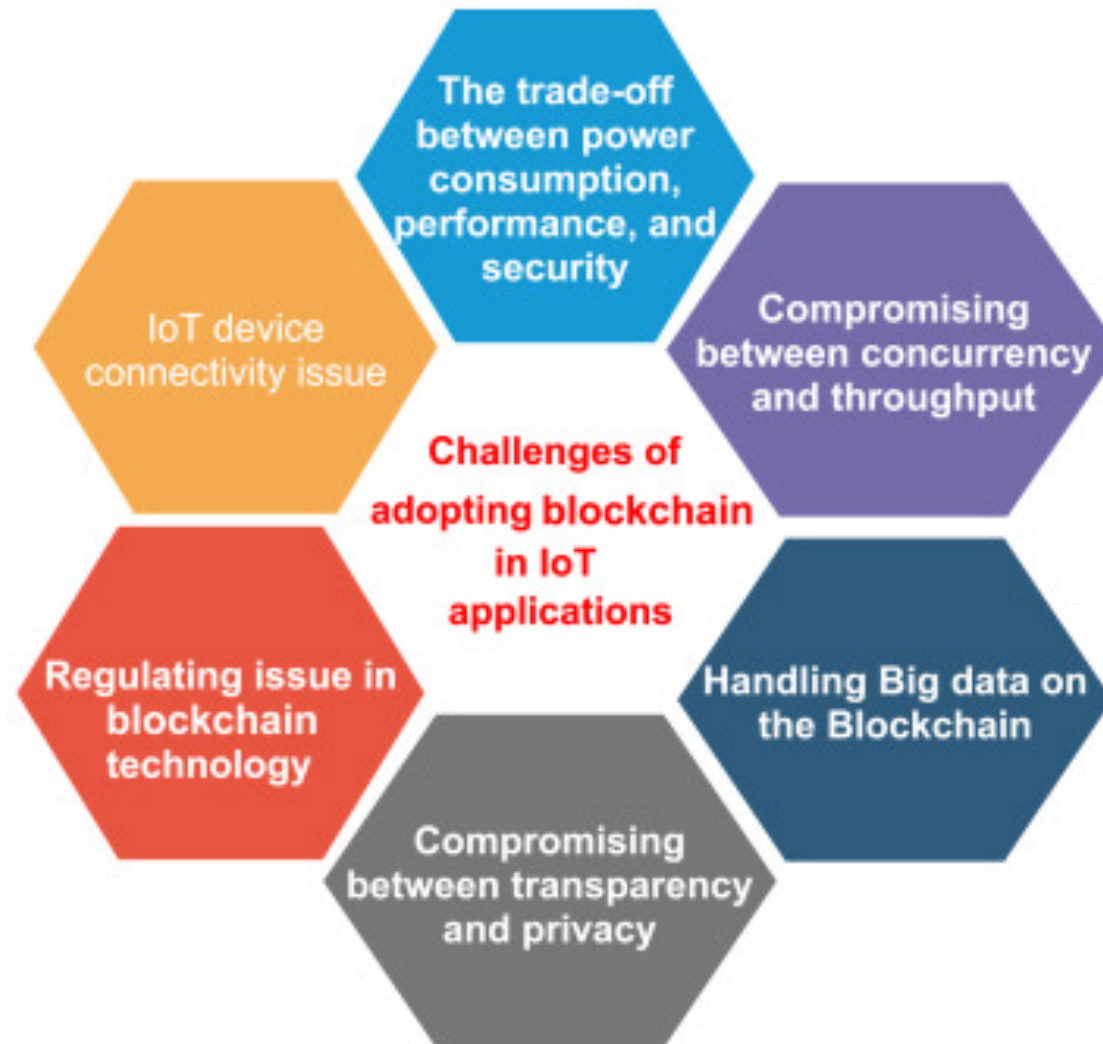 The trade-off
between power
consumption,
performance, and
security
Compromising
between concurrency
and throughput
Handling Big data on
the Blockchain
Compromising
between transparency
and privacy
Regulating issue in
blockchain
technology
IoT device
connectivity issue
Challenges of
adopting blockchain
in IoT
applications